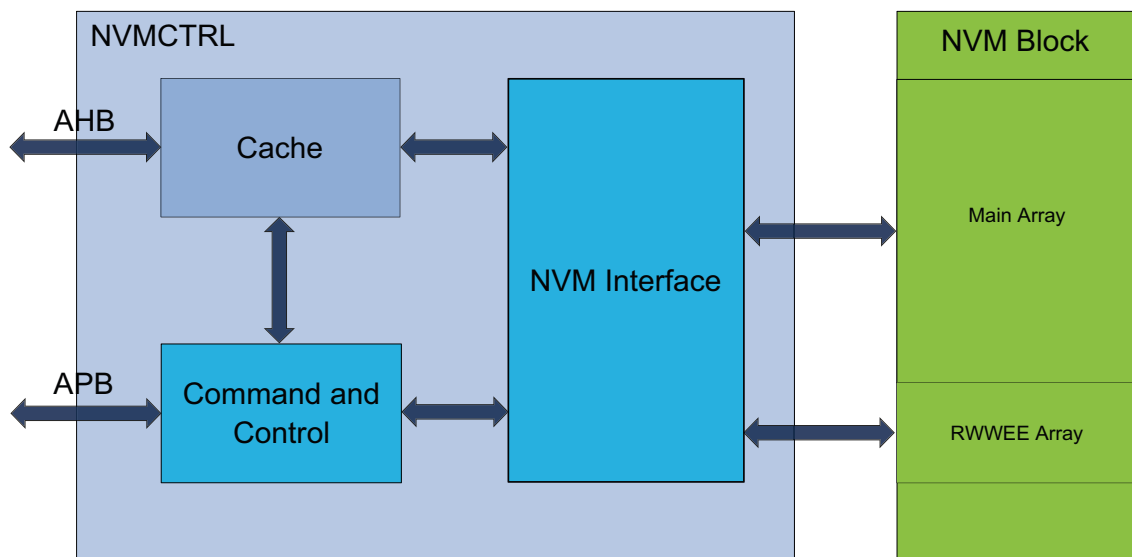 NVMCTRL
NVM Block
AHB
Cache
Main Array
NVM Interface
APB
Command and
Control
RWWEE Array